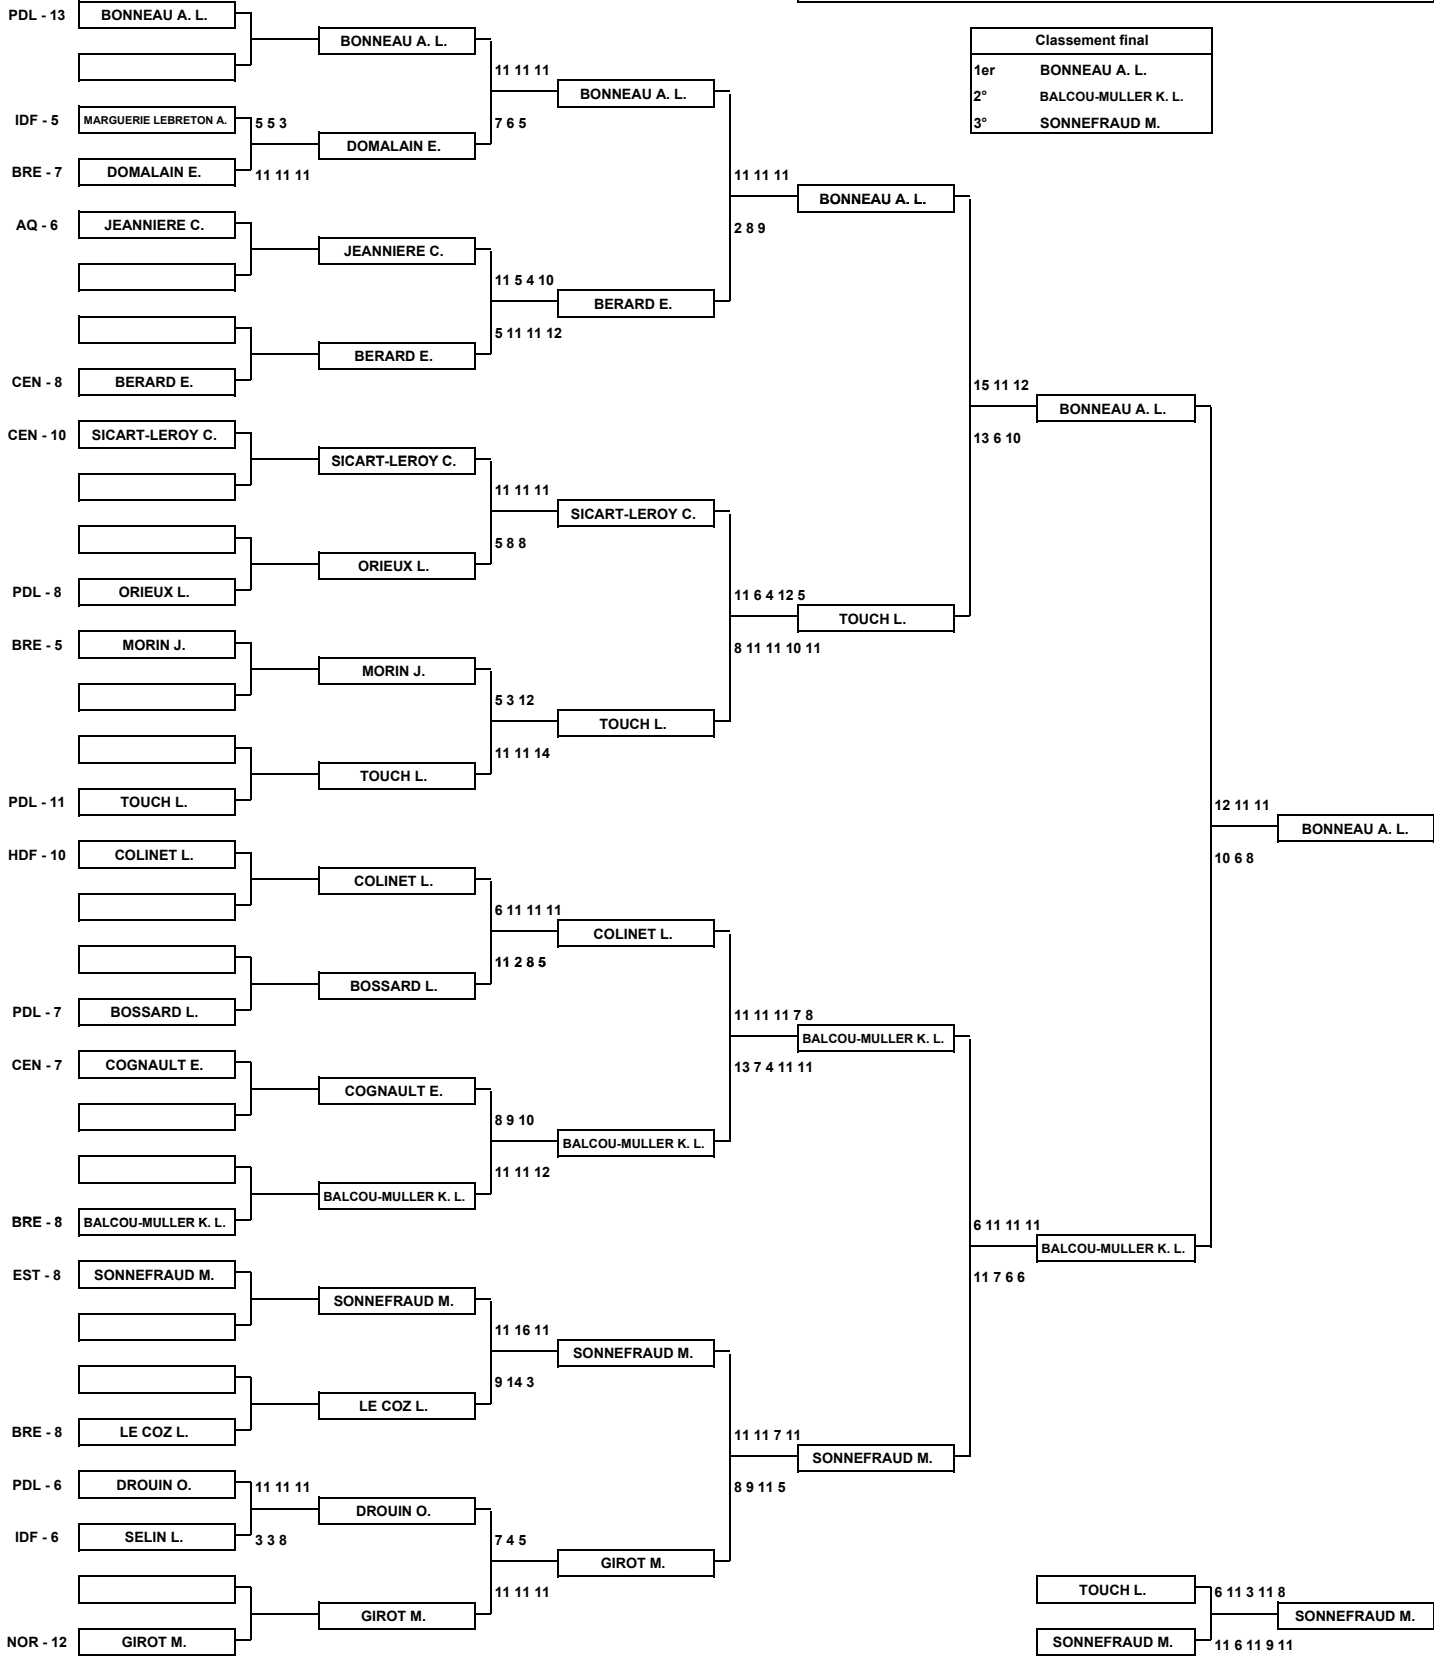 PDL - 13 BONNEAU A. L.
BONNEAU A. L.
Classement final
11 11 11
1er BONNEAU A. L.
BONNEAU A. L.
2° BALCOU-MULLER K. L.
IDF - 5 MARGUERIE LEBRETON A. 5 5 3
7 6 5
3° SONNEFRAUD M.
DOMALAIN E.
BRE - 7 DOMALAIN E. 11 11 11
11 11 11
BONNEAU A. L.
AQ - 6 JEANNIERE C.
2 8 9
JEANNIERE C.
11 5 4 10
BERARD E.
5 11 11 12
BERARD E.
CEN - 8 BERARD E.
15 11 12
BONNEAU A. L.
CEN - 10 SICART-LEROY C.
13 6 10
SICART-LEROY C.
11 11 11
SICART-LEROY C.
5 8 8
ORIEUX L.
PDL - 8 ORIEUX L.
11 6 4 12 5
TOUCH L.
BRE - 5 MORIN J.
8 11 11 10 11
MORIN J.
5 3 12
TOUCH L.
11 11 14
TOUCH L.
PDL - 11 TOUCH L.
12 11 11
BONNEAU A. L.
HDF - 10 COLINET L.
10 6 8
COLINET L.
6 11 11 11
COLINET L.
11 2 8 5
BOSSARD L.
PDL - 7 BOSSARD L.
11 11 11 7 8
BALCOU-MULLER K. L.
CEN - 7 COGNAULT E.
13 7 4 11 11
COGNAULT E.
8 9 10
BALCOU-MULLER K. L.
11 11 12
BALCOU-MULLER K. L.
BRE - 8 BALCOU-MULLER K. L.
6 11 11 11
BALCOU-MULLER K. L.
EST - 8 SONNEFRAUD M.
11 7 6 6
SONNEFRAUD M.
11 16 11
SONNEFRAUD M.
9 14 3
LE COZ L.
BRE - 8 LE COZ L.
11 11 7 11
SONNEFRAUD M.
PDL - 6 DROUIN O. 11 11 11
8 9 11 5
DROUIN O.
IDF - 6 SELIN L. 3 3 8
7 4 5
GIROT M.
11 11 11
TOUCH L. 6 11 3 11 8
GIROT M.
SONNEFRAUD M.
NOR - 12 GIROT M.
SONNEFRAUD M. 11 6 11 9 11